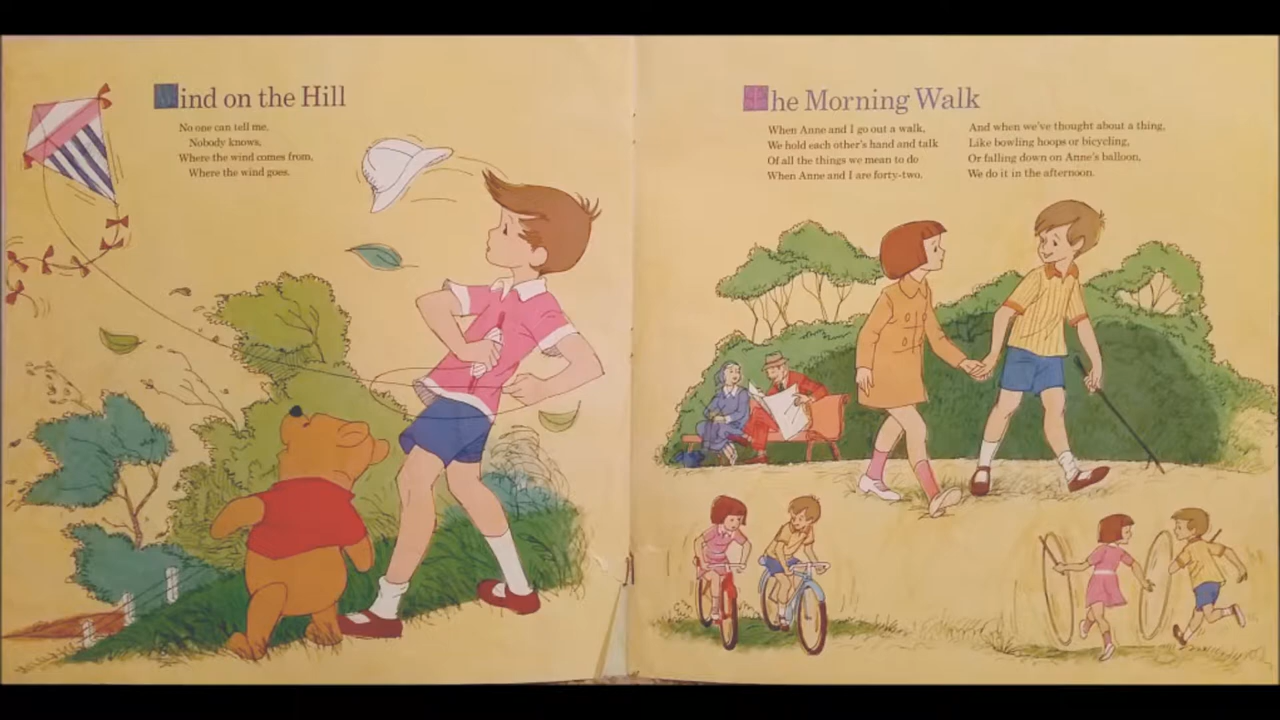 Wind on the Hill
No one can tell me,
Nobody knows,
Where the wind comes from,
Where the wind goes.
The Morning Walk
When Anne and I go out a walk,
We hold each other's hand and talk
Of all the things we mean to do
When Anne and I are forty-two.
And when we've thought about a thing,
Like bowling hoops or bicycling,
Or falling down on Anne's balloon,
We do it in the afternoon.